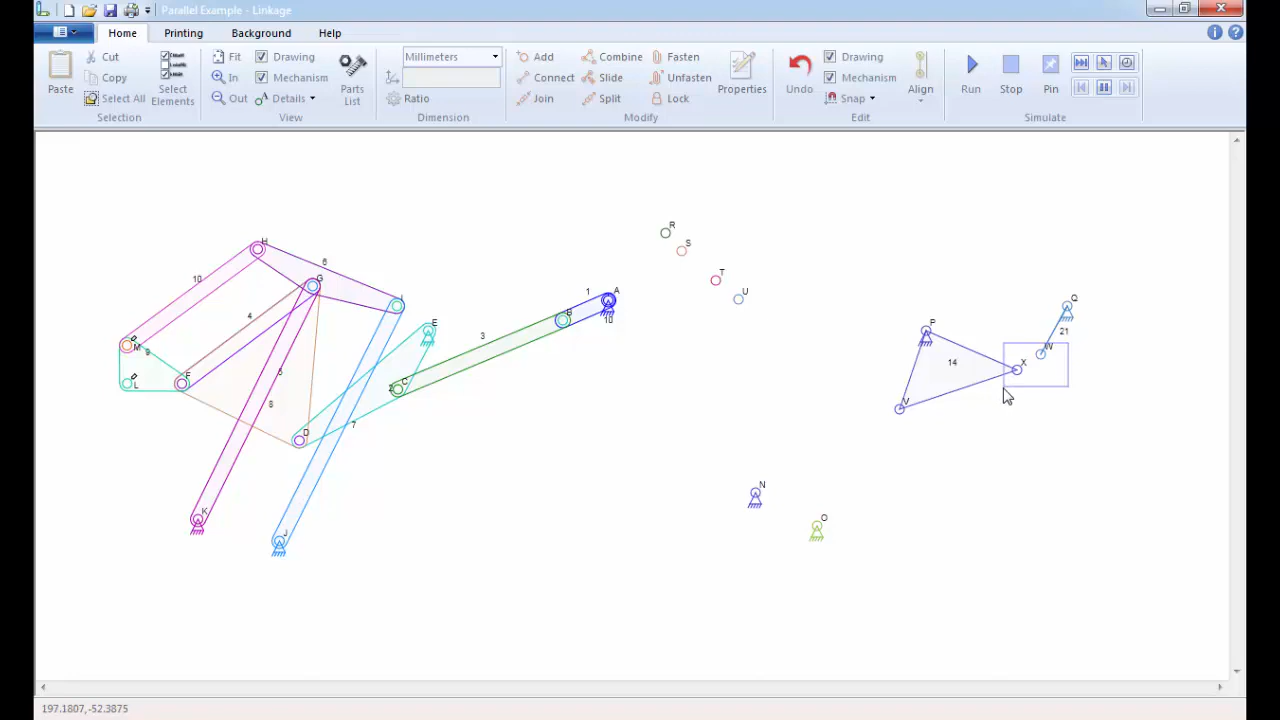 Parallel Example - Linkage
Home Printing Background Help
Cut Fit Drawing Millimeters Add Combine Fasten Drawing
Copy In Mechanism Connect Slide Unfasten Mechanism
Paste Select All Select Elements Out Details Parts List Ratio Join Split Lock Properties Undo Snap Align Run Stop Pin
Selection View Dimension Modify Edit Simulate
R
H S
10 6 T
G U
I 1 A Q
4 B 10 P 21
M 9 E 3 W
F 14 X
L 2 C
8 V
7
D
K N
J O
197.1807,-52.3875